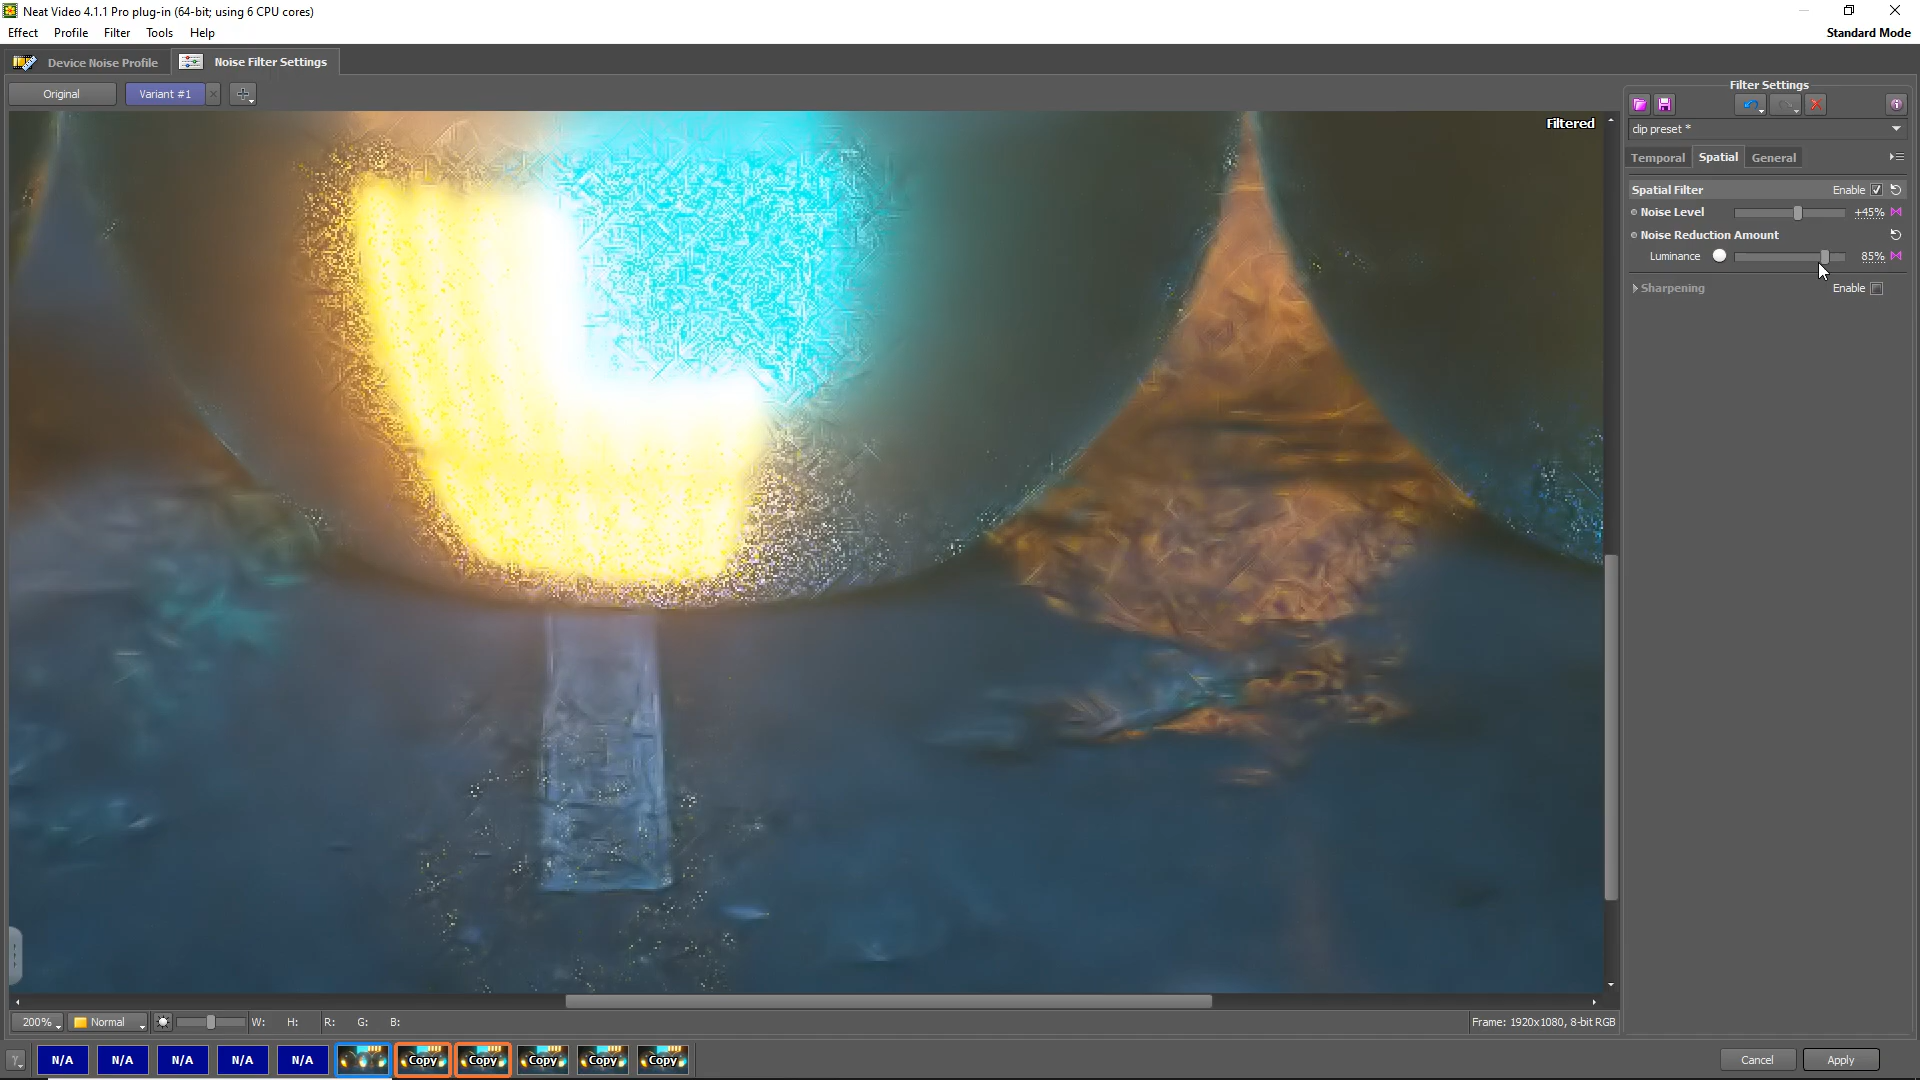 Neat Video 4.1.1 Pro plug-in (64-bit; using 6 CPU cores)
Effect Profile Filter Tools Help
Standard Mode
Device Noise Profile
Noise Filter Settings
Original
Variant #1
Filtered
Filter Settings
clip preset *
Temporal Spatial General
Spatial Filter Enable
Noise Level +45%
Noise Reduction Amount
Luminance 85%
Sharpening Enable
200% Normal W: H: R: G: B:
Frame: 1920x1080, 8-bit RGB
N/A N/A N/A N/A N/A Copy Copy Copy Copy Copy
Cancel Apply